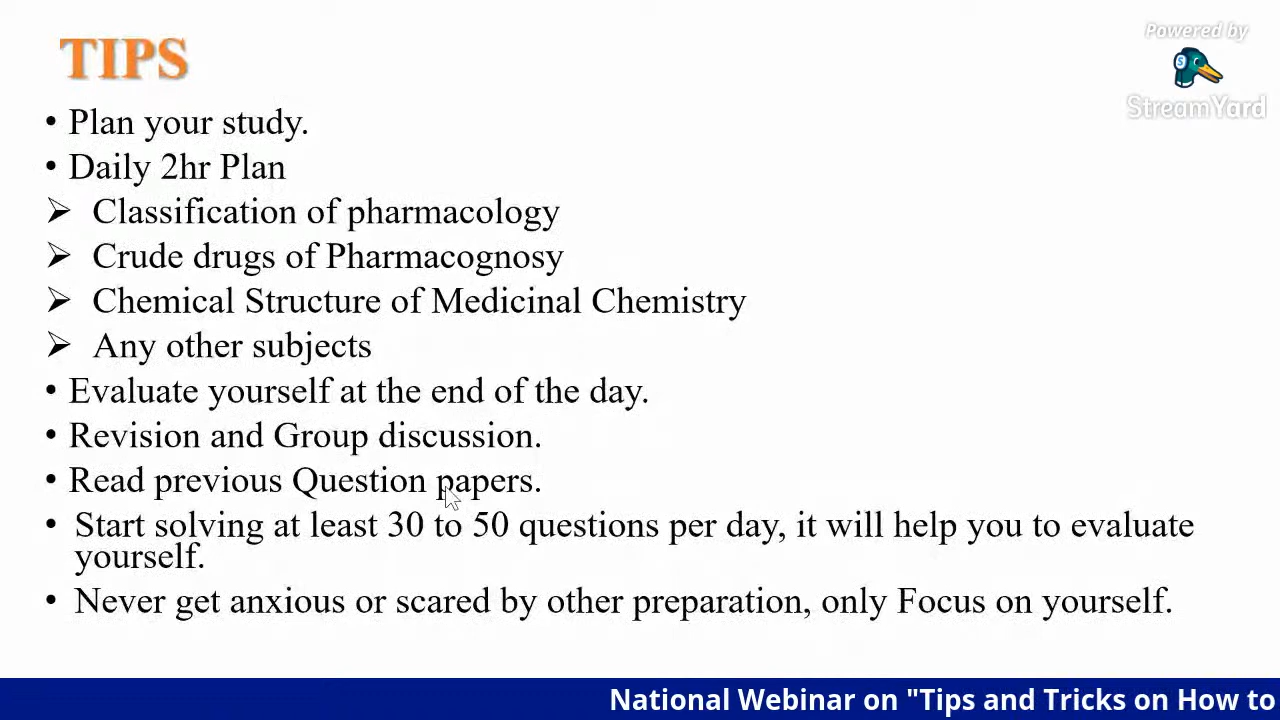 TIPS
Powered by
StreamYard
• Plan your study.
• Daily 2hr Plan
➢ Classification of pharmacology
➢ Crude drugs of Pharmacognosy
➢ Chemical Structure of Medicinal Chemistry
➢ Any other subjects
• Evaluate yourself at the end of the day.
• Revision and Group discussion.
• Read previous Question papers.
• Start solving at least 30 to 50 questions per day, it will help you to evaluate
yourself.
• Never get anxious or scared by other preparation, only Focus on yourself.
National Webinar on "Tips and Tricks on How to